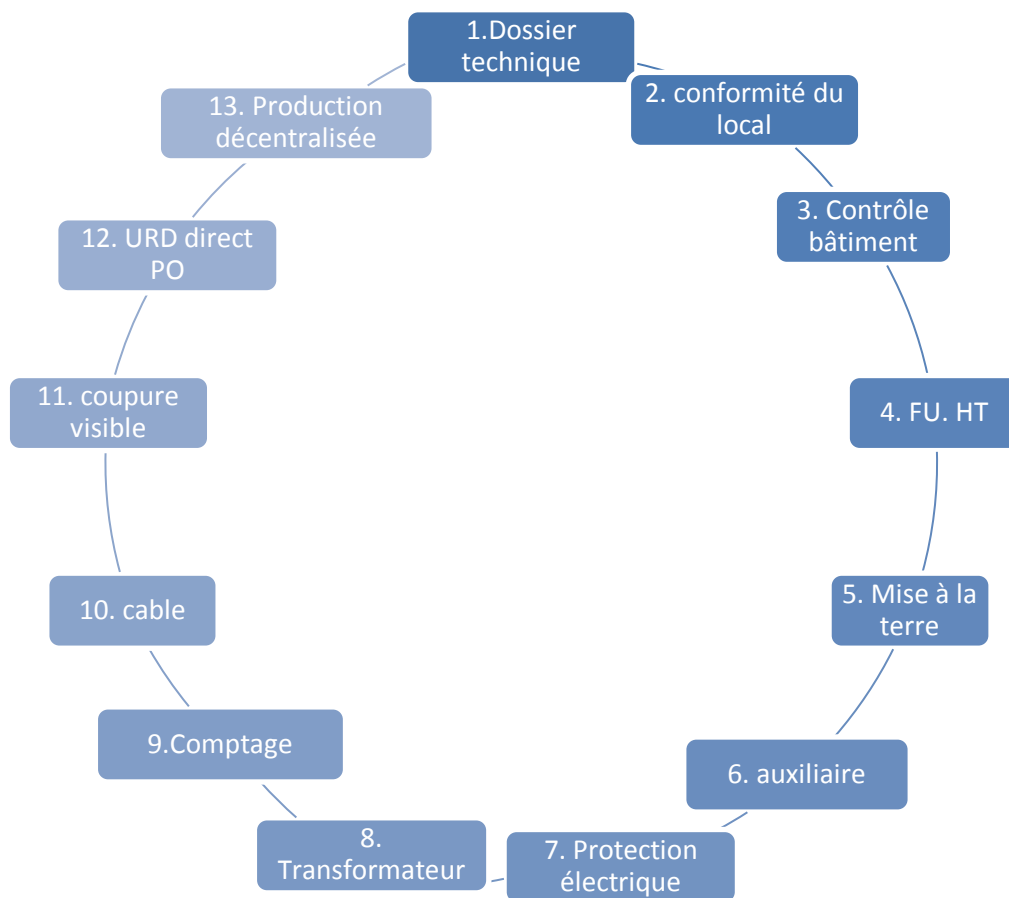 1.Dossier
technique
2. conformité du
local
3. Contrôle
bâtiment
4. FU. HT
5. Mise à la
terre
6. auxiliaire
7. Protection
électrique
8.
Transformateur
9.Comptage
10. cable
11. coupure
visible
12. URD direct
PO
13. Production
décentralisée